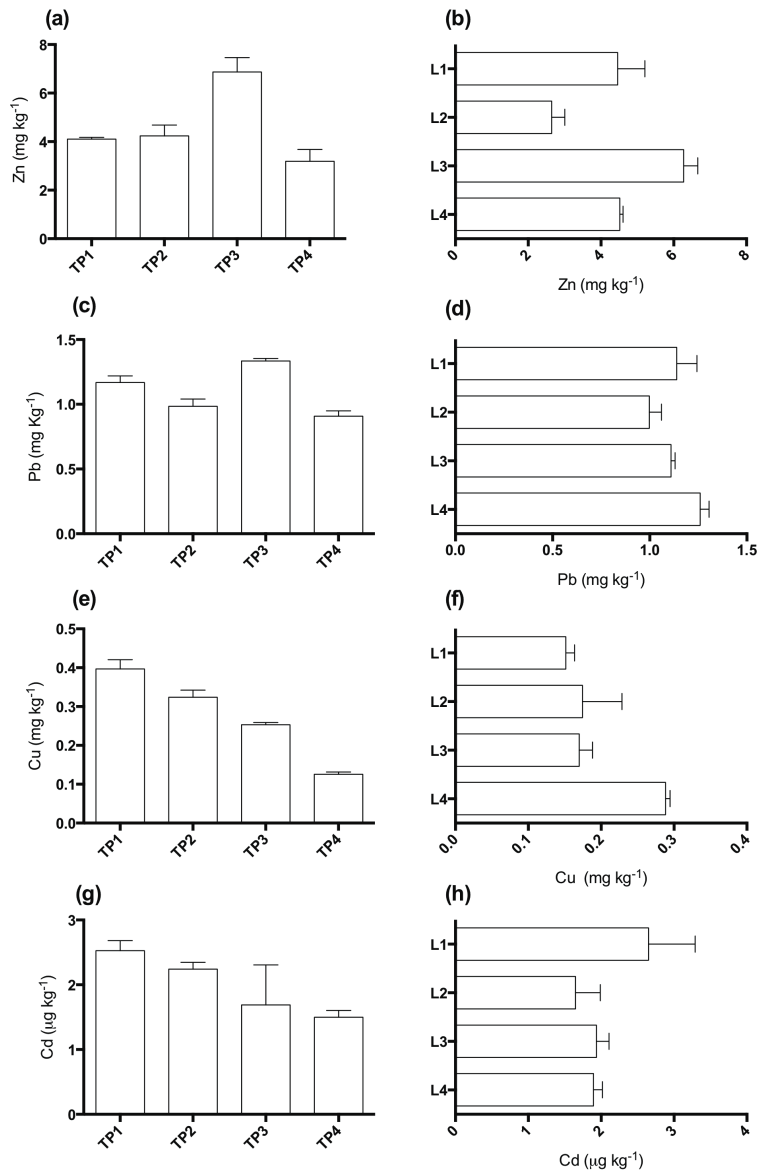 (a)
8
6
4
2
0
Zn (mg kg-1)
TP1
TP2
TP3
TP4
(b)
L1
L2
L3
L4
0
2
4
6
8
Zn (mg kg-1)
(c)
1.5
1.0
0.5
0.0
Pb (mg Kg-1)
TP1
TP2
TP3
TP4
(d)
L1
L2
L3
L4
0.0
0.5
1.0
1.5
Pb (mg kg-1)
(e)
0.5
0.4
0.3
0.2
0.1
0.0
Cu (mg kg-1)
TP1
TP2
TP3
TP4
(f)
L1
L2
L3
L4
0.0
0.1
0.2
0.3
0.4
Cu (mg kg-1)
(g)
3
2
1
0
Cd (µg kg-1)
TP1
TP2
TP3
TP4
(h)
L1
L2
L3
L4
0
1
2
3
4
Cd (µg kg-1)